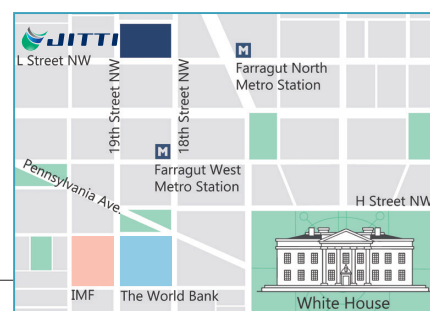 JITTI
L Street NW
19th Street NW
18th Street NW
M
Farragut North
Metro Station
M
Farragut West
Metro Station
Pennsylvania Ave.
H Street NW
IMF
The World Bank
White House